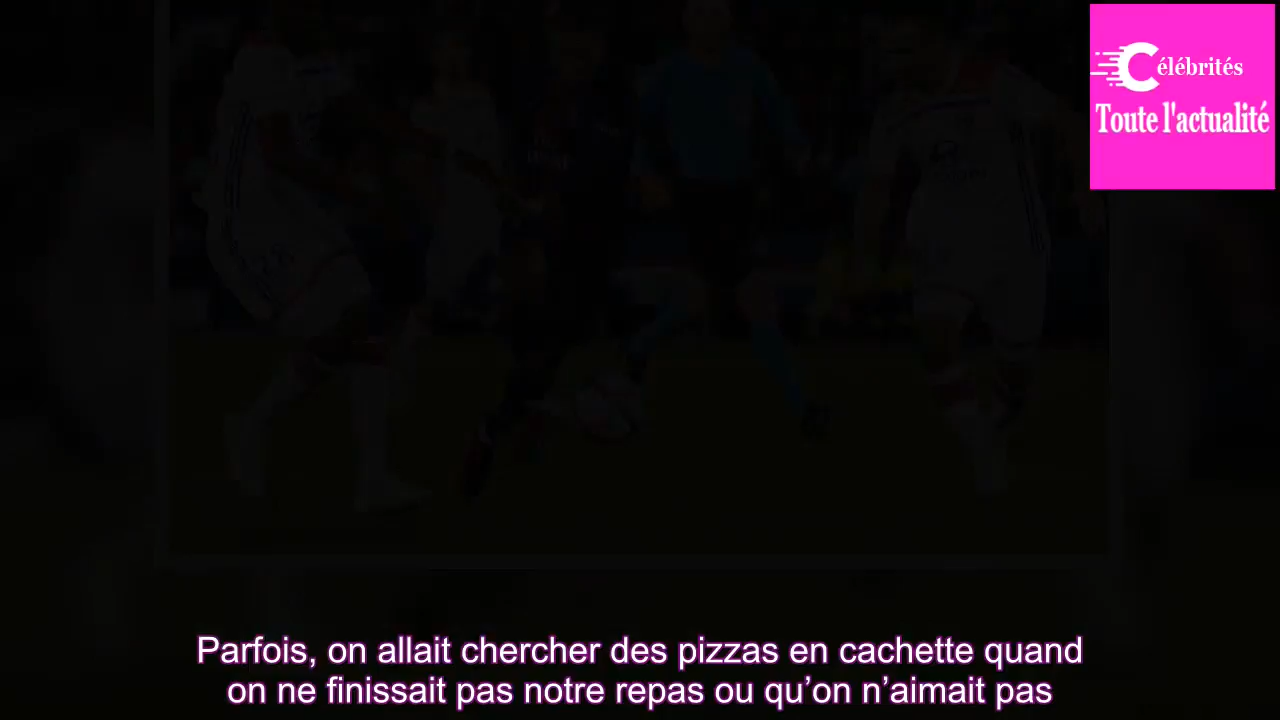 Célébrités
Toute l'actualité
Parfois, on allait chercher des pizzas en cachette quand
on ne finissait pas notre repas ou qu’on n’aimait pas